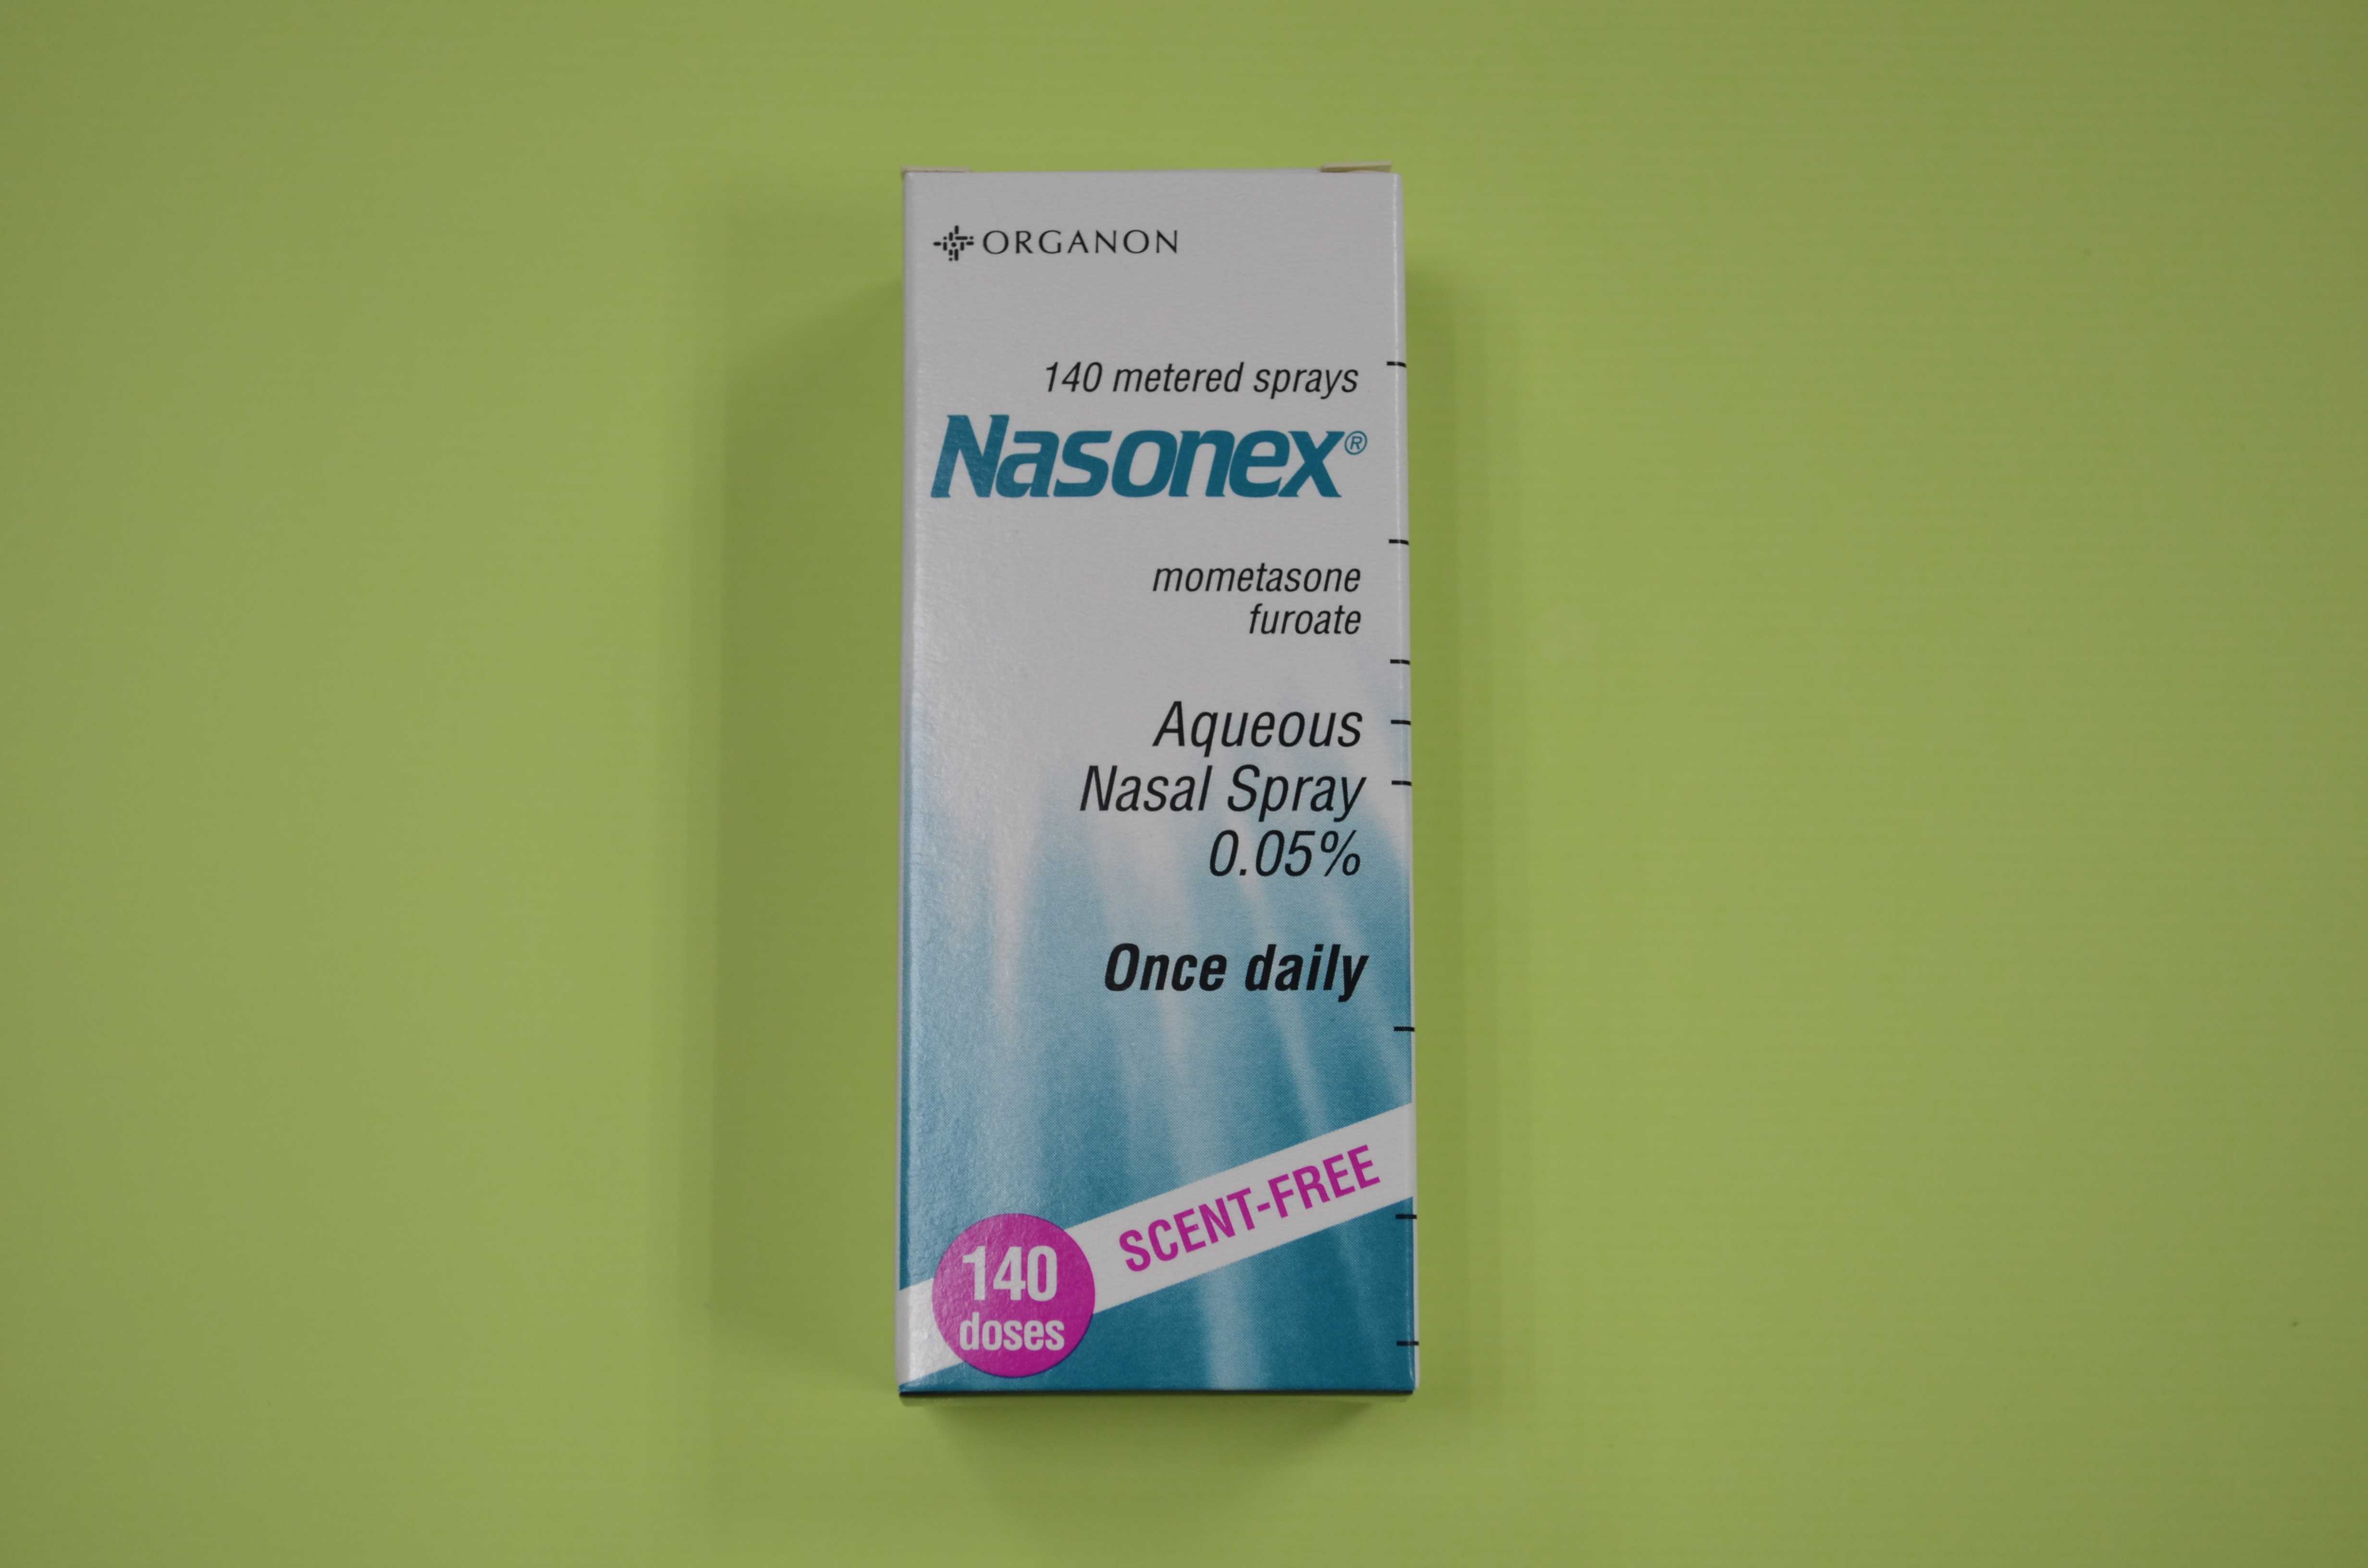 ORGANON
140 metered sprays
Nasonex®
mometasone
furoate
Aqueous
Nasal Spray
0.05%
Once daily
SCENT-FREE
140
doses